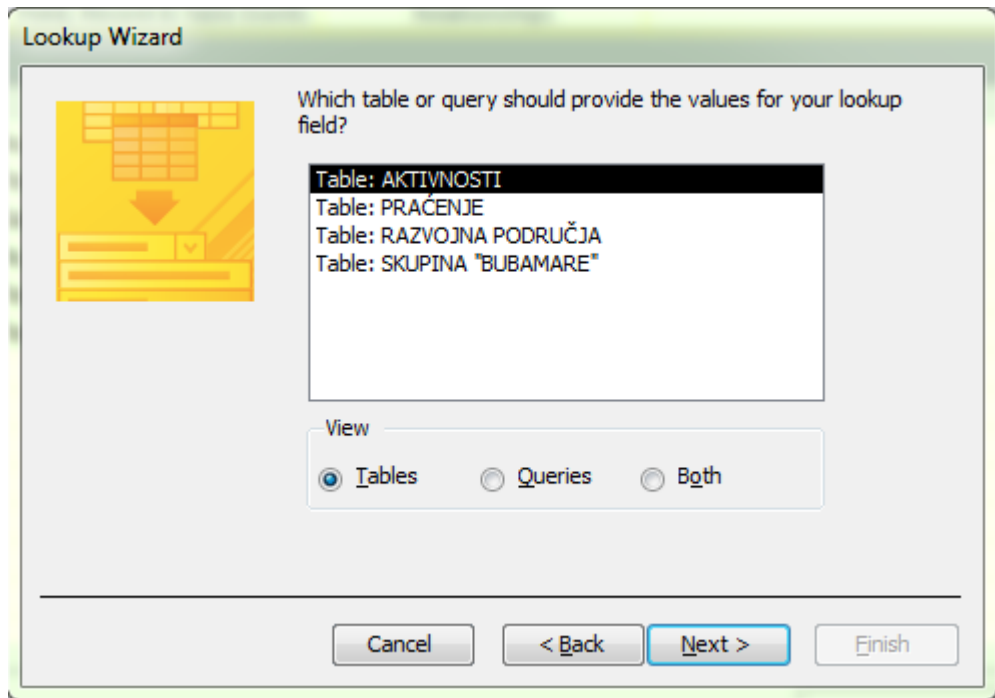 Lookup Wizard
Which table or query should provide the values for your lookup
field?
Table: AKTIVNOSTI
Table: PRAĆENJE
Table: RAZVOJNA PODRUČJA
Table: SKUPINA "BUBAMARE"
View
Tables Queries Both
Cancel < Back Next > Finish